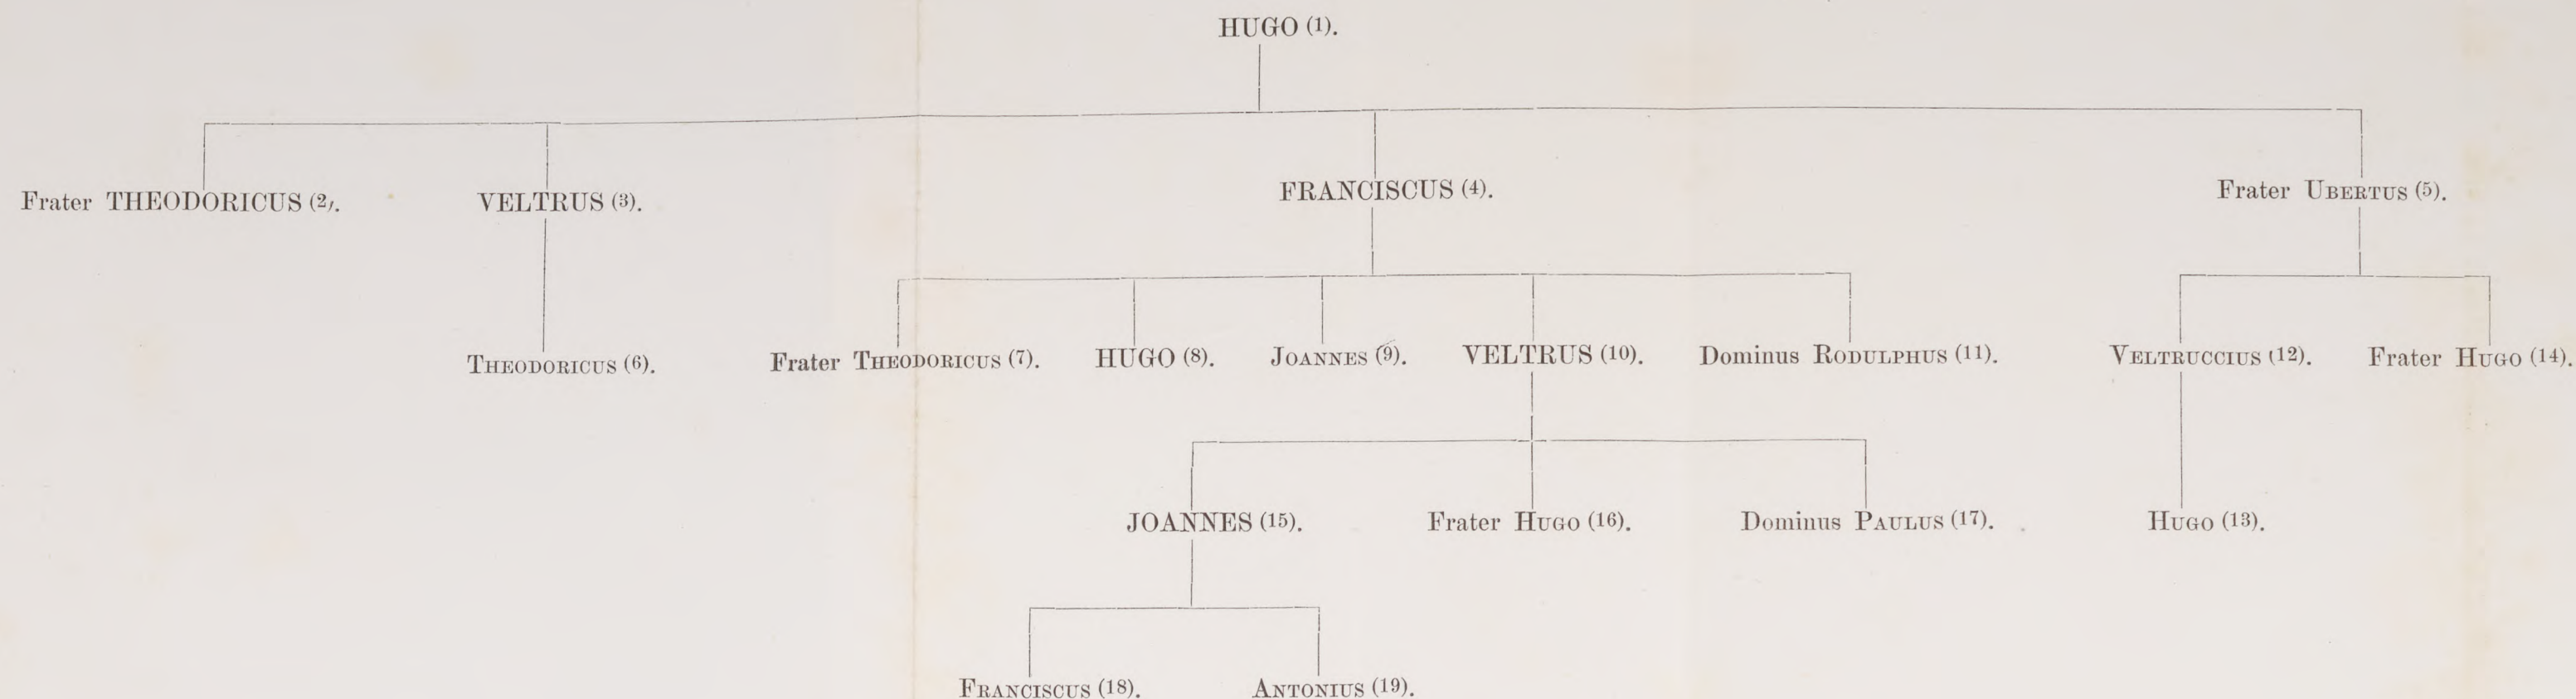 HUGO (1).
Frater THEODORICUS (2).
VELTRUS (3).
FRANCISCUS (4).
Frater UBERTUS (5).
THEODORICUS (6).
Frater THEODORICUS (7).
HUGO (8).
JOANNES (9).
VELTRUS (10).
Dominus RODULPHUS (11).
VELTRUCCIUS (12).
Frater HUGO (14).
JOANNES (15).
Frater HUGO (16).
Dominus PAULUS (17).
HUGO (13).
FRANCISCUS (18).
ANTONIUS (19).